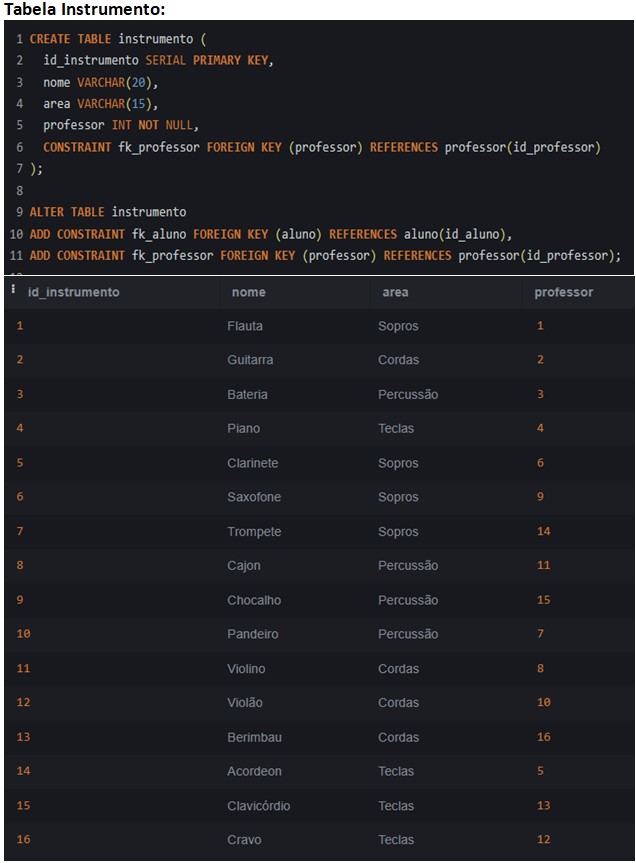 Tabela Instrumento:
1 CREATE TABLE instrumento (
2 id_instrumento SERIAL PRIMARY KEY,
3 nome VARCHAR(20),
4 area VARCHAR(15),
5 professor INT NOT NULL,
6 CONSTRAINT fk_professor FOREIGN KEY (professor) REFERENCES professor(id_professor)
7 );
8
9 ALTER TABLE instrumento
10 ADD CONSTRAINT fk_aluno FOREIGN KEY (aluno) REFERENCES aluno(id_aluno),
11 ADD CONSTRAINT fk_professor FOREIGN KEY (professor) REFERENCES professor(id_professor);
id_instrumento nome area professor
1 Flauta Sopros 1
2 Guitarra Cordas 2
3 Bateria Percussão 3
4 Piano Teclas 4
5 Clarinete Sopros 6
6 Saxofone Sopros 9
7 Trompete Sopros 14
8 Cajon Percussão 11
9 Chocalho Percussão 15
10 Pandeiro Percussão 7
11 Violino Cordas 8
12 Violão Cordas 10
13 Berimbau Cordas 16
14 Acordeon Teclas 5
15 Clavicórdio Teclas 13
16 Cravo Teclas 12